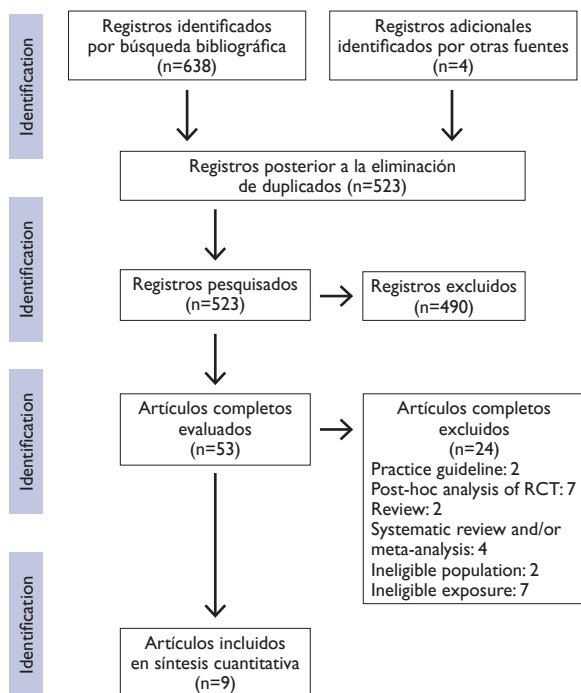 Identification
Registros identificados
por búsqueda bibliográfica
(n=638)
Registros adicionales
identificados por otras fuentes
(n=4)
Registros posterior a la eliminación
de duplicados (n=523)
Identification
Registros pesquisados
(n=523)
Registros excluidos
(n=490)
Identification
Artículos completos
evaluados
(n=53)
Artículos completos
excluidos
(n=24)
Practice guideline: 2
Post-hoc analysis of RCT: 7
Review: 2
Systematic review and/or
meta-analysis: 4
Ineligible population: 2
Ineligible exposure: 7
Identification
Artículos incluidos
en síntesis cuantitativa
(n=9)